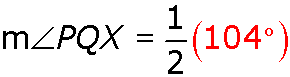 m∠PQX = 1/2(104°)